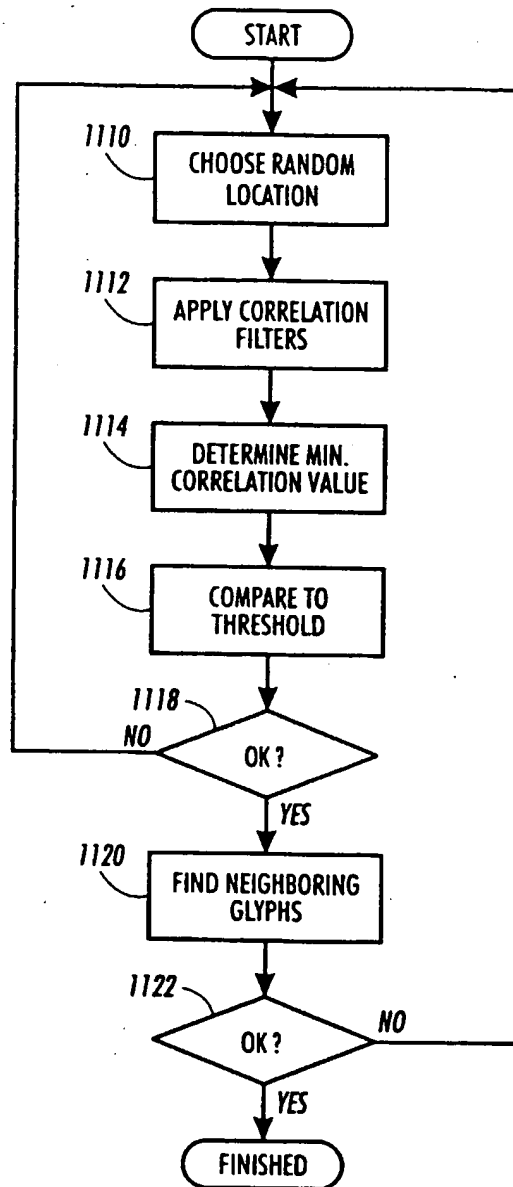 START
1110
CHOOSE RANDOM
LOCATION
1112
APPLY CORRELATION
FILTERS
1114
DETERMINE MIN.
CORRELATION VALUE
1116
COMPARE TO
THRESHOLD
1118
NO
OK?
YES
1120
FIND NEIGHBORING
GLYPHS
1122
OK?
NO
YES
FINISHED